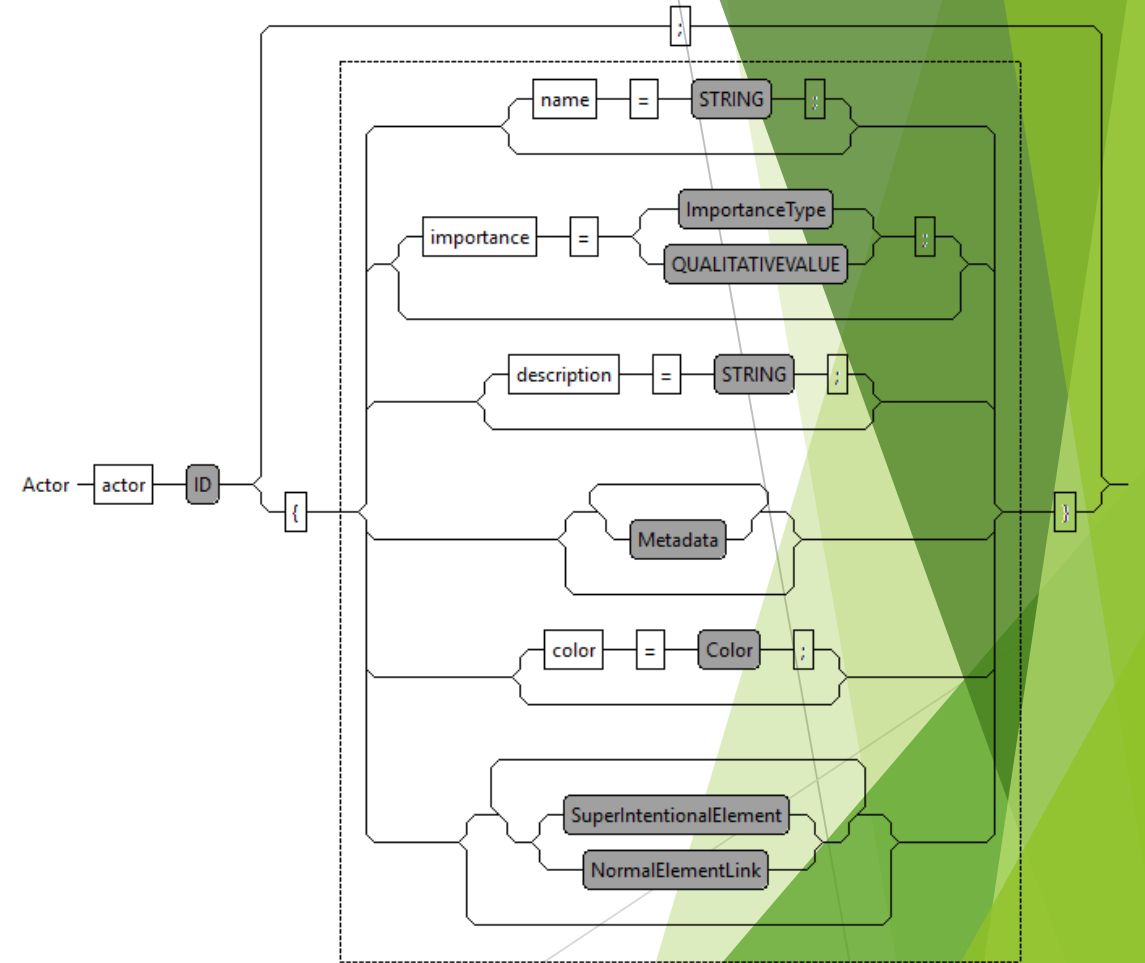 ;
name = STRING ;
ImportanceType
importance = ;
QUALITATIVEVALUE
description = STRING ;
Actor actor ID
{ }
Metadata
color = Color ;
SuperIntentionalElement
NormalElementLink